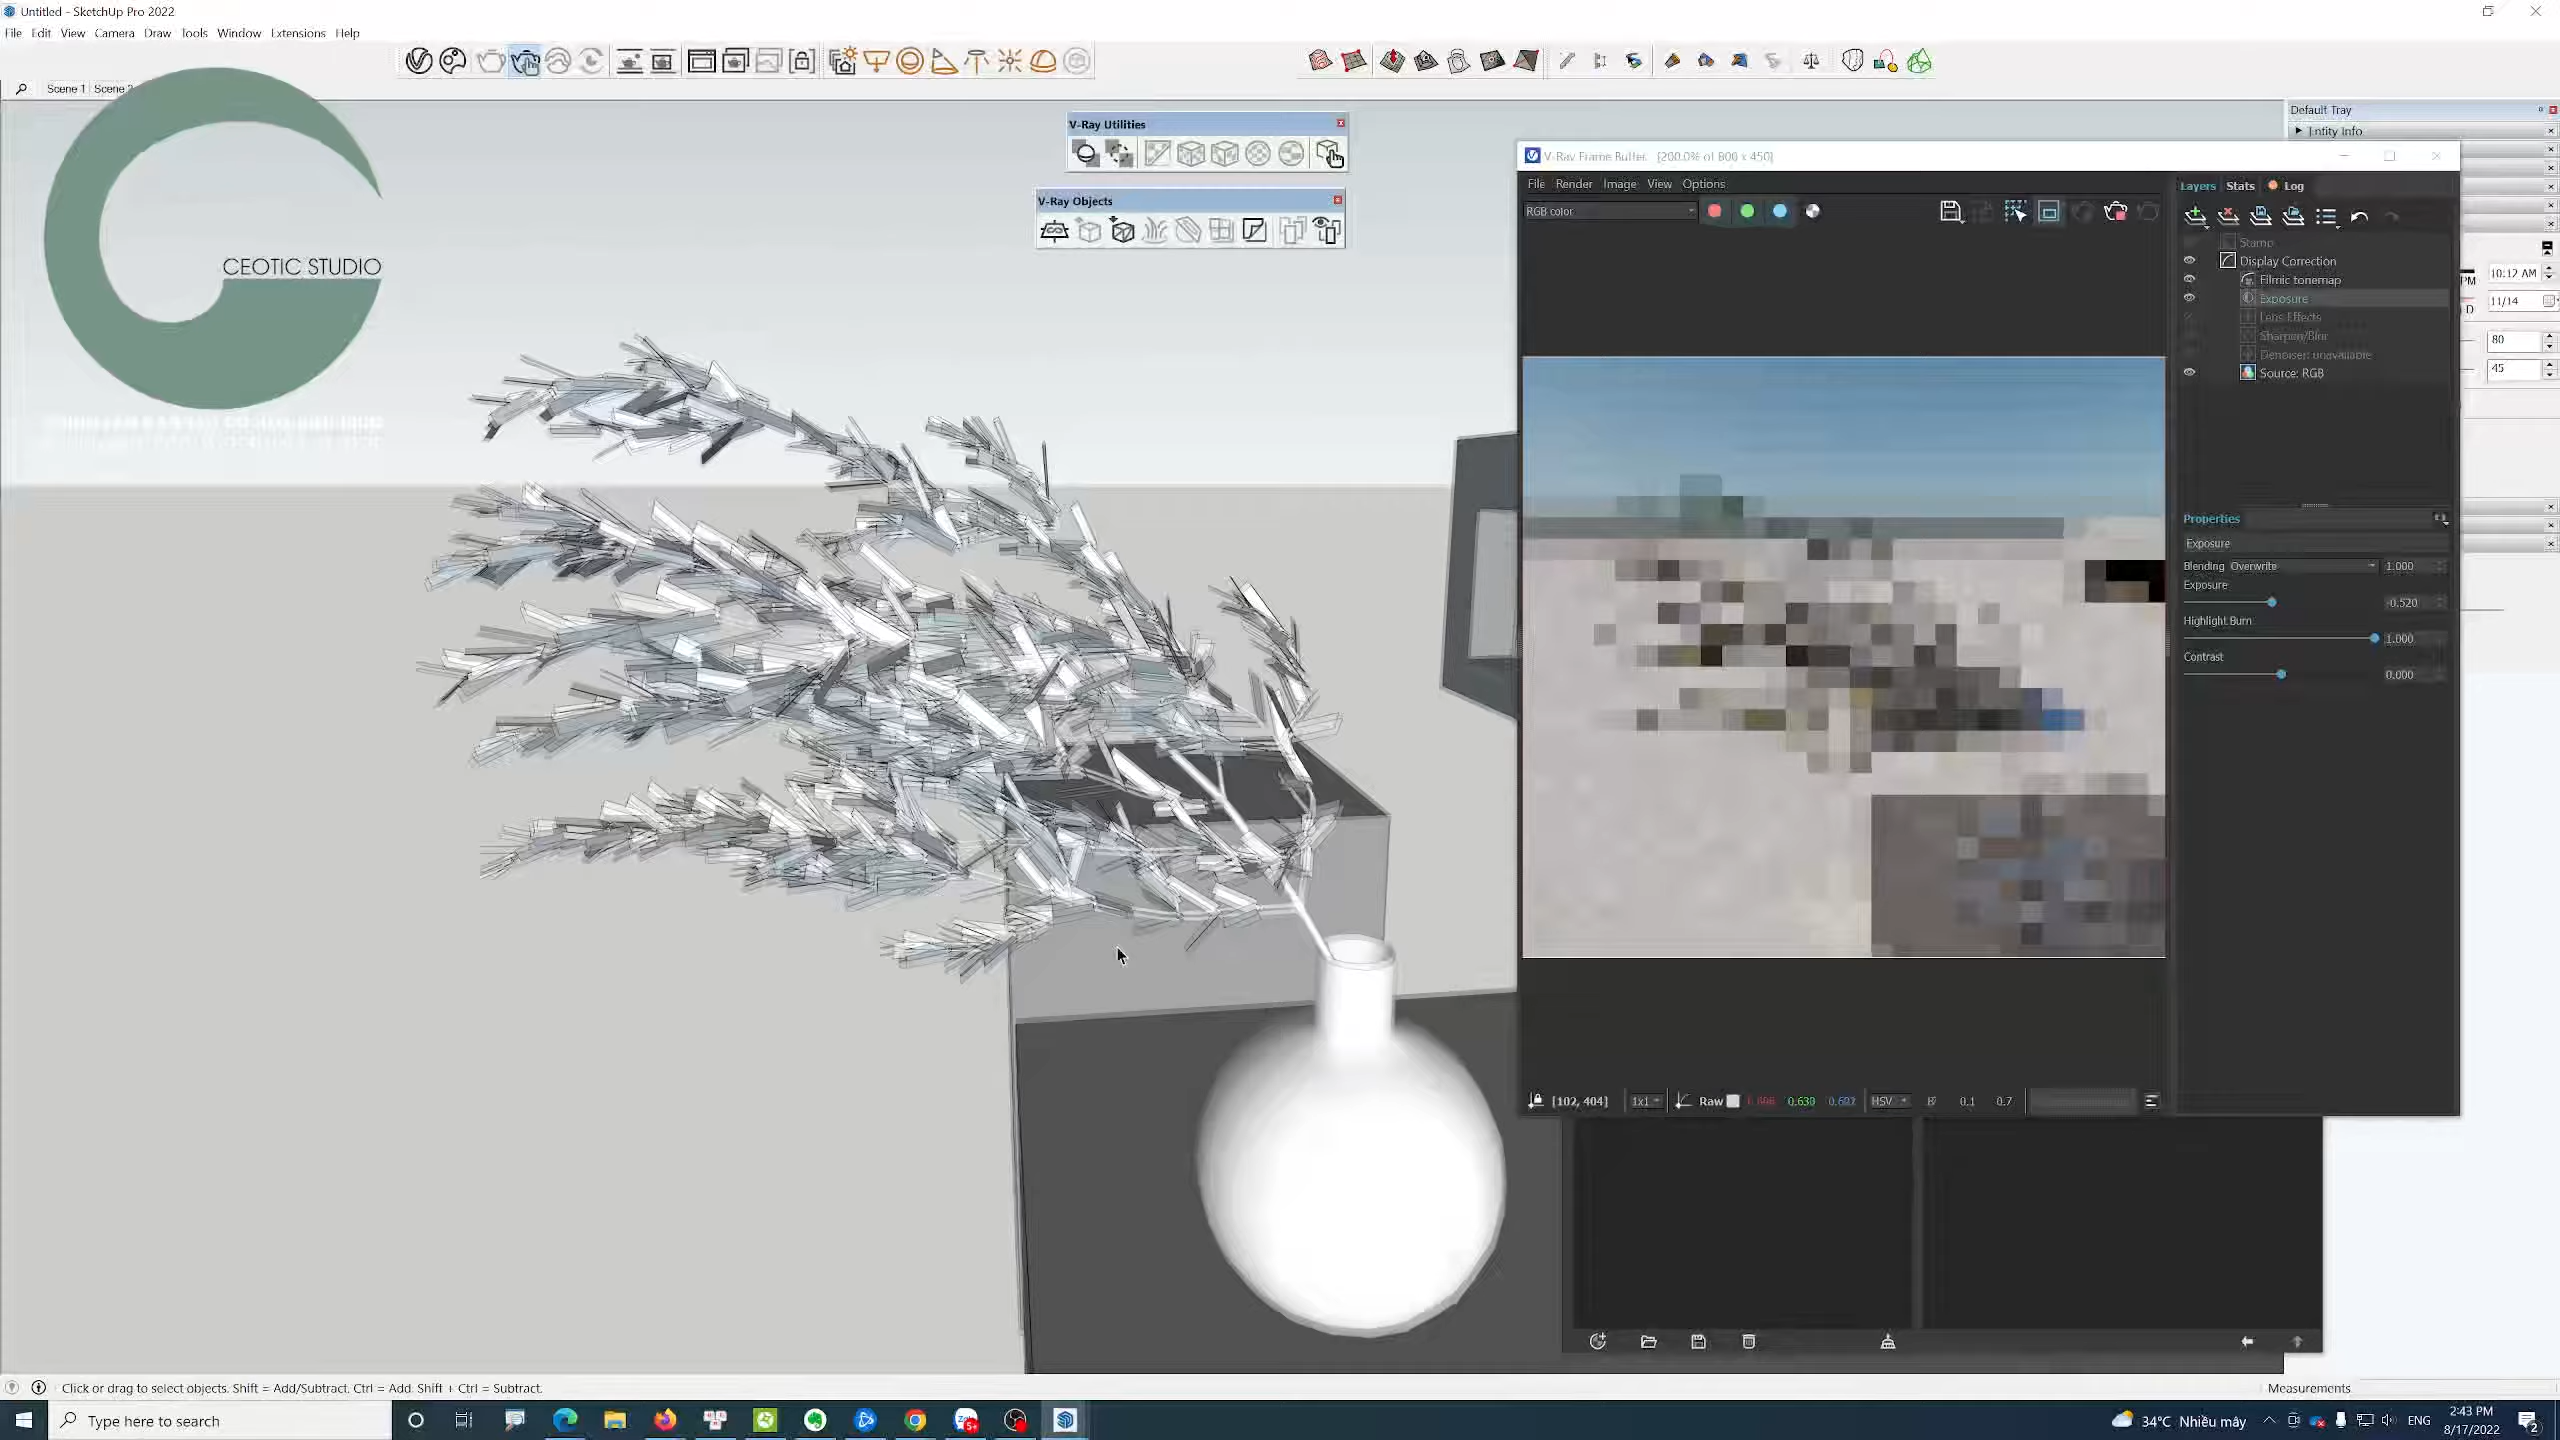 Untitled - SketchUp Pro 2022
File Edit View Camera Draw Tools Window Extensions Help
Scene 1 Scene 2
CEOTIC STUDIO
V-Ray Utilities
V-Ray Objects
Default Tray
Entity Info
V-Ray Frame Buffer - [200.0% of 800 x 450]
File Render Image View Options
RGB color
Layers Stats Log
Stamp
Display Correction
Filmic tonemap
Exposure
Lens Effects
Sharpen/Blur
Denoiser: unavailable
Source: RGB
PM 10:12 AM
D 11/14
80
45
Properties
Exposure
Blending Overwrite 1.000
Exposure
-0.520
Highlight Burn
1.000
Contrast
0.000
[102, 404] 1x1 Raw 0.630 HSV 0.1 0.7
Click or drag to select objects. Shift = Add/Subtract. Ctrl = Add. Shift + Ctrl = Subtract.
Measurements
Type here to search
34°C Nhiều mây
ENG
2:43 PM
8/17/2022
2